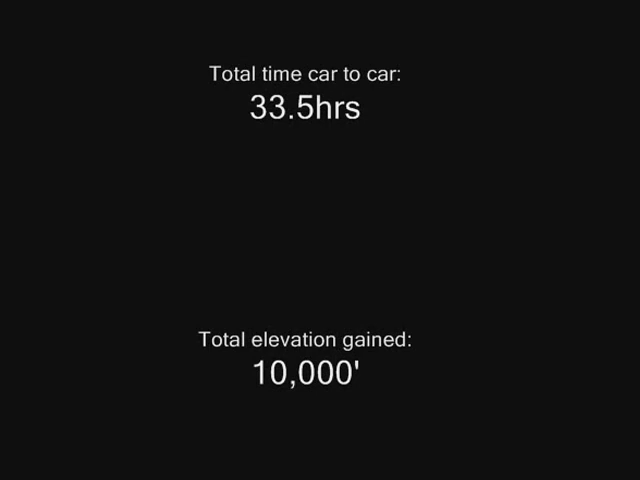 Total time car to car:
33.5hrs
Total elevation gained:
10,000'